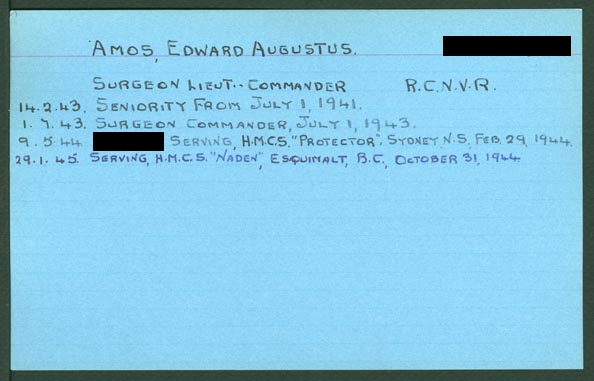 AMOS, EDWARD AUGUSTUS.
SURGEON LIEUT.-COMMANDER R.C.N.V.R.
14.2.43. SENIORITY FROM JULY 1, 1941.
1.7.43. SURGEON COMMANDER, JULY 1, 1943.
9.5.44. SERVING, H.M.C.S. "PROTECTOR", SYDNEY N.S. FEB. 29, 1944.
29.1.45. SERVING, H.M.C.S. "NADEN", ESQUIMALT, B.C., OCTOBER 31, 1944